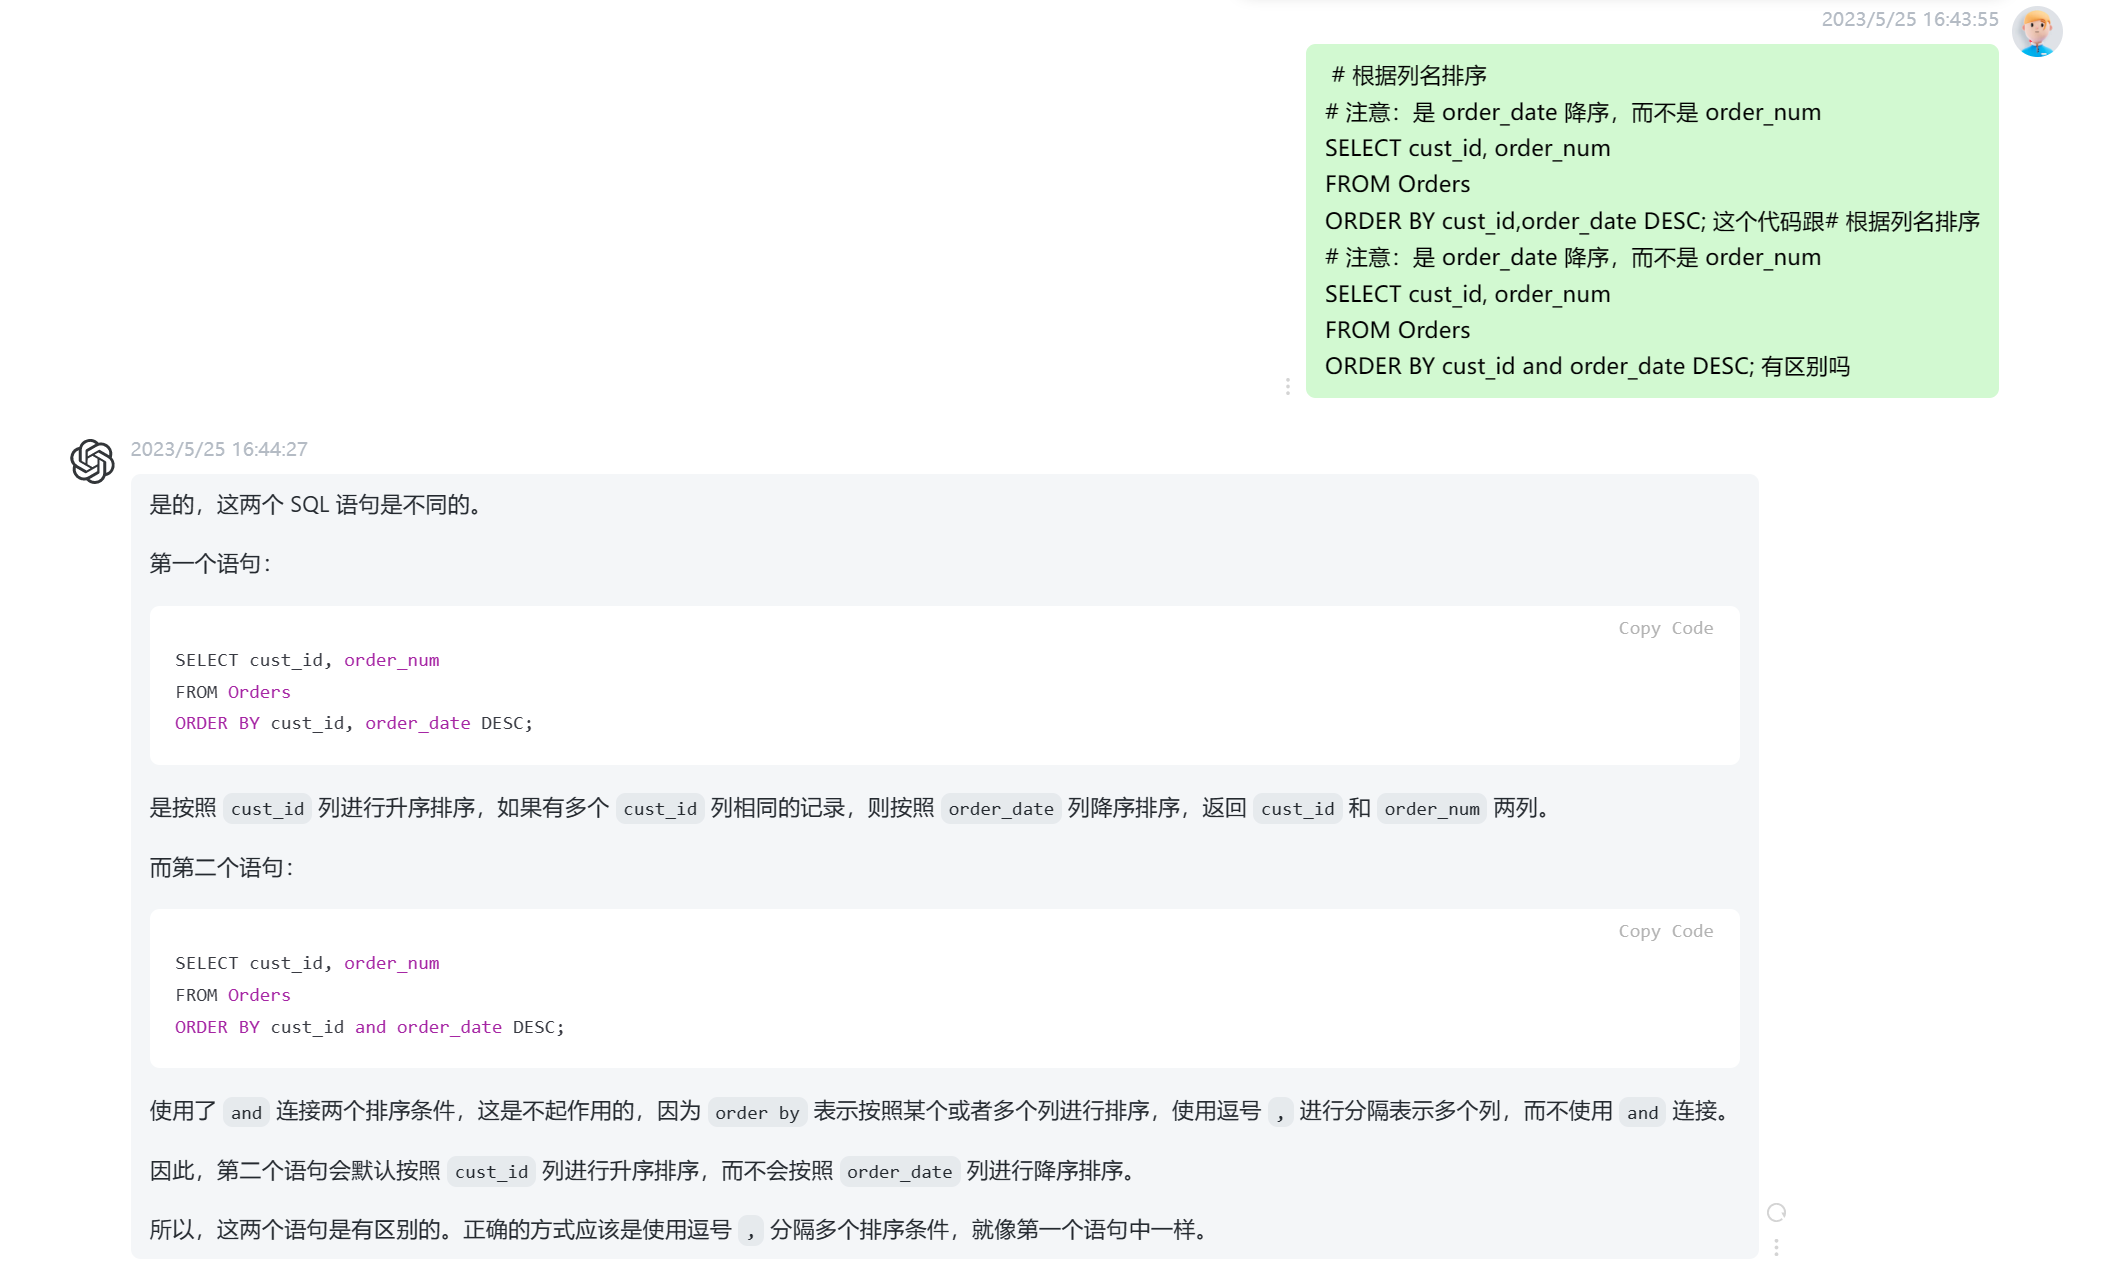 2023/5/25 16:43:55
# 根据列名排序
# 注意：是 order_date 降序，而不是 order_num
SELECT cust_id, order_num
FROM Orders
ORDER BY cust_id,order_date DESC; 这个代码跟# 根据列名排序
# 注意：是 order_date 降序，而不是 order_num
SELECT cust_id, order_num
FROM Orders
ORDER BY cust_id and order_date DESC; 有区别吗
2023/5/25 16:44:27
是的，这两个 SQL 语句是不同的。
第一个语句：
Copy Code
SELECT cust_id, order_num
FROM Orders
ORDER BY cust_id, order_date DESC;
是按照 cust_id 列进行升序排序，如果有多个 cust_id 列相同的记录，则按照 order_date 列降序排序，返回 cust_id 和 order_num 两列。
而第二个语句：
Copy Code
SELECT cust_id, order_num
FROM Orders
ORDER BY cust_id and order_date DESC;
使用了 and 连接两个排序条件，这是不起作用的，因为 order by 表示按照某个或者多个列进行排序，使用逗号 , 进行分隔表示多个列，而不使用 and 连接。
因此，第二个语句会默认按照 cust_id 列进行升序排序，而不会按照 order_date 列进行降序排序。
所以，这两个语句是有区别的。正确的方式应该是使用逗号 , 分隔多个排序条件，就像第一个语句中一样。